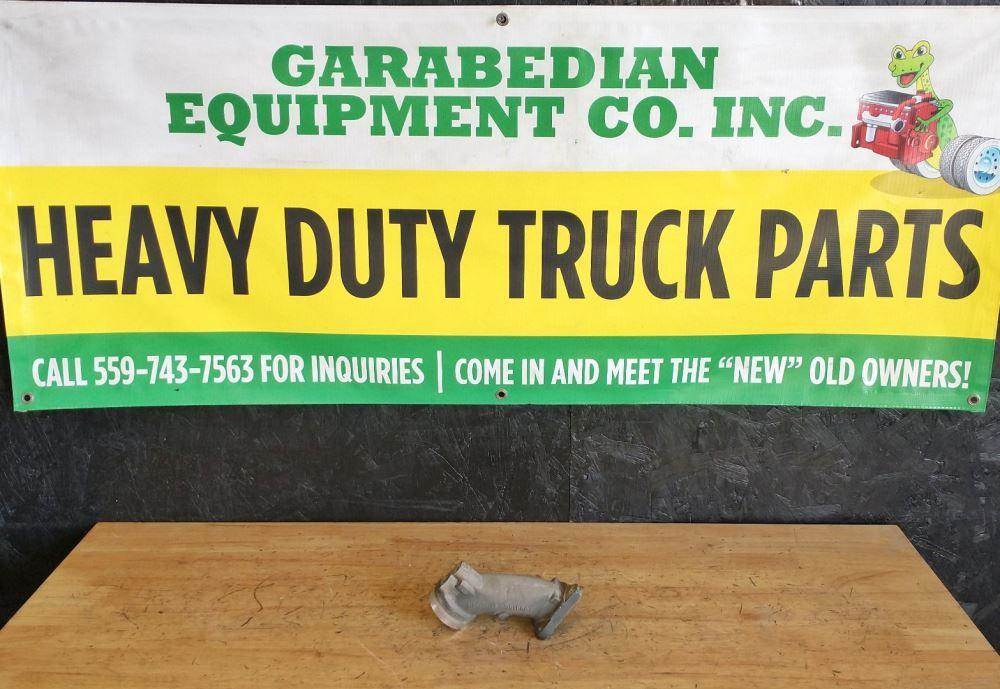 GARABEDIAN
EQUIPMENT CO. INC.
HEAVY DUTY TRUCK PARTS
CALL 559-743-7563 FOR INQUIRIES | COME IN AND MEET THE “NEW” OLD OWNERS!